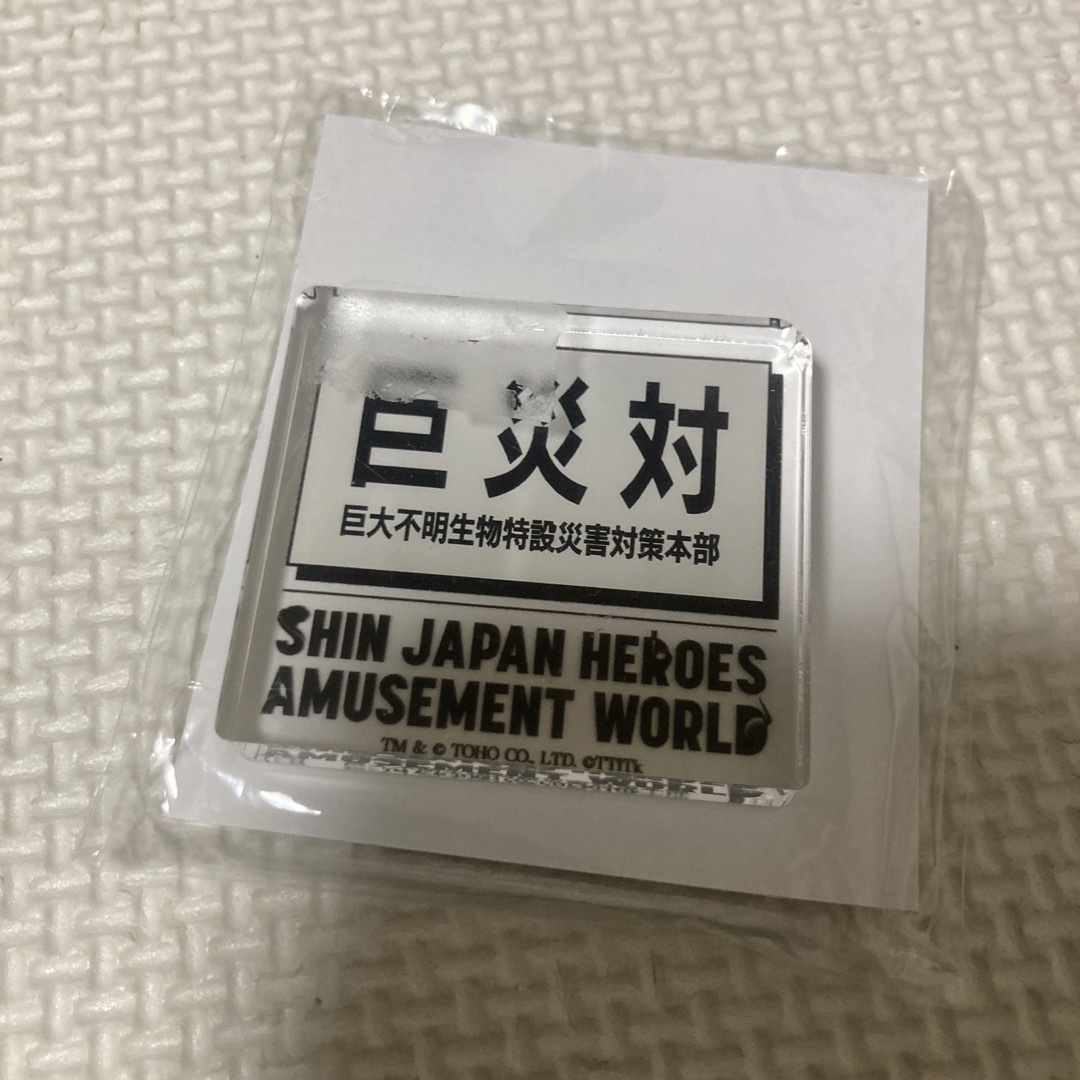 巨災対
巨大不明生物特設災害対策本部
SHIN JAPAN HEROES
AMUSEMENT WORLD
TM & © TOHO CO., LTD. ©TTITk